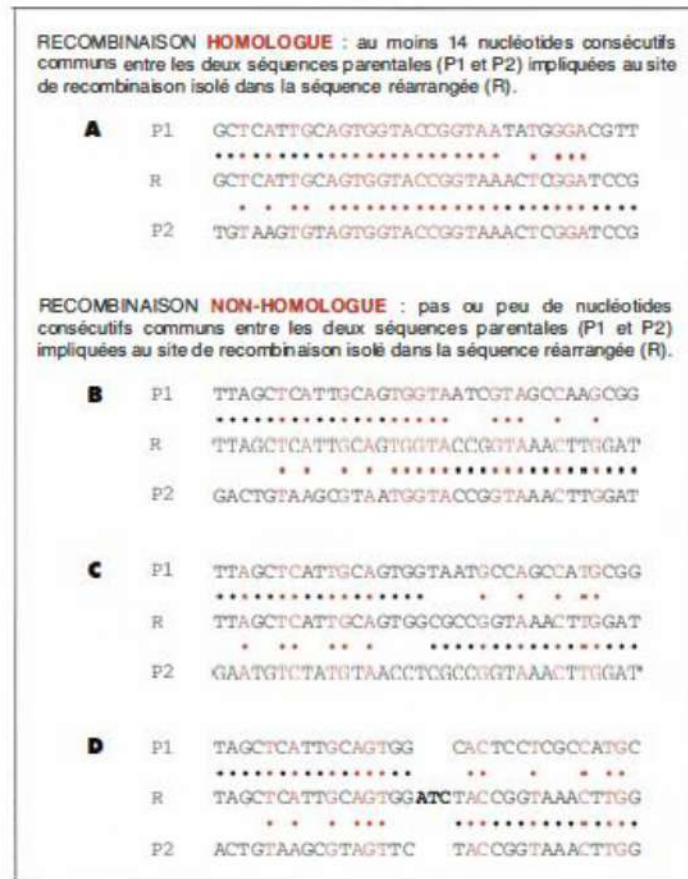 RECOMBINAISON HOMOLOGUE : au moins 14 nucléotides consécutifs
communs entre les deux séquences parentales (P1 et P2) impliquées au site
de recombinaison isolé dans la séquence réarrangée (R).
A P1 GCTCATTGCAGTGGTACCGGTAATATGGGACGTT
R GCTCATTGCAGTGGTACCGGTAAACTCGGATCCG
P2 TGTAAGTGTAGTGGTACCGGTAAACTCGGATCCG
RECOMBINAISON NON-HOMOLOGUE : pas ou peu de nucléotides
consécutifs communs entre les deux séquences parentales (P1 et P2)
impliquées au site de recombinaison isolé dans la séquence réarrangée (R).
B P1 TTAGCTCATTGCAGTGGTAATCGTAGCCAAGCGG
R TTAGCTCATTGCAGTGGTACCGGTAAACTTGGAT
P2 GACTGTAAGCGTAATGGTACCGGTAAACTTGGAT
C P1 TTAGCTCATTGCAGTGGTAATGCCAGCCATGCGG
R TTAGCTCATTGCAGTGGCGCCGGTAAACTTGGAT
P2 GAATGTCTATGTAACCTCGCCGGTAAACTTGGAT
D P1 TAGCTCATTGCAGTGG CACTCCTCGCCATGC
R TAGCTCATTGCAGTGGATCTACCGGTAAACTTGG
P2 ACTGTAAGCGTAGTTC TACCGGTAAACTTGG